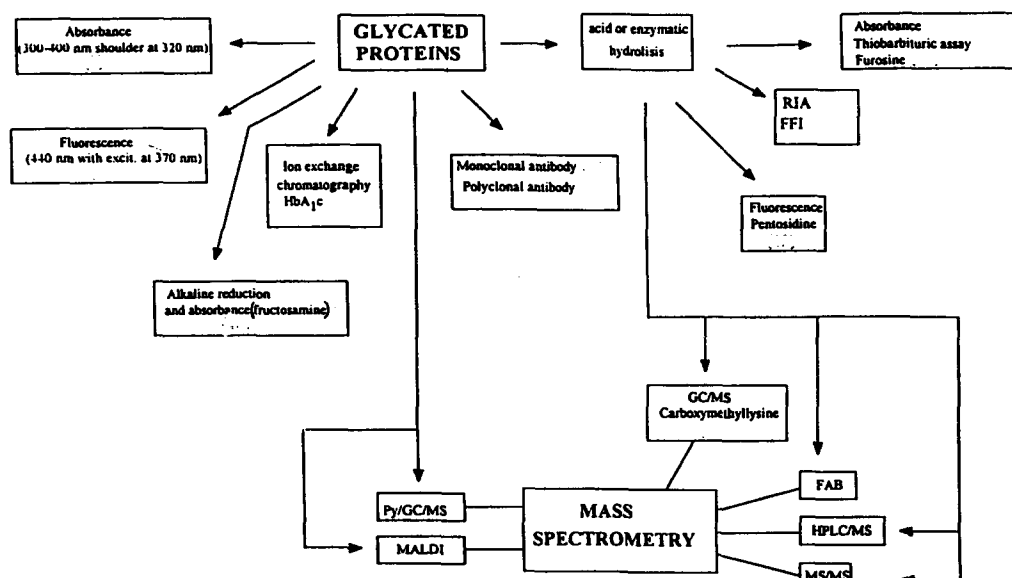 Absorbance
(300-400 nm shoulder at 320 nm)
GLYCATED
PROTEINS
acid or enzymatic
hydrolisis
Absorbance
Thiobarbituric assay
Furosine
RIA
FFI
Fluorescence
(440 nm with excit. at 370 nm)
Ion exchange
chromatography
HbA1c
Monoclonal antibody
Polyclonal antibody
Fluorescence
Pentosidine
Alkaline reduction
and absorbance(fructosamine)
GC/MS
Carboxymethyllysine
Py/GC/MS
MALDI
MASS
SPECTROMETRY
FAB
HPLC/MS
MS/MS